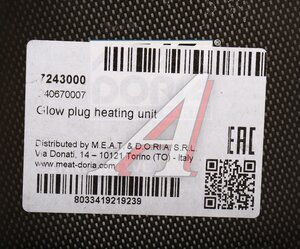 7243000
240670007
Glow plug heating unit
Distributed by M.E.A.T. & DORIA S.R.L
Via Donati, 14 – 10121 Torino (TO) - Italy
www.meat-doria.com
EAC
8033419219239